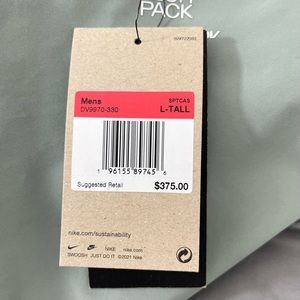 PACK
Mens
SPTCAS
DV9970-330
L-TALL
1 96155 89745 6
Suggested Retail
$375.00
nike.com/sustainability
NIKE
nike.com
SWOOSH JUST DO IT ©2021 Nike